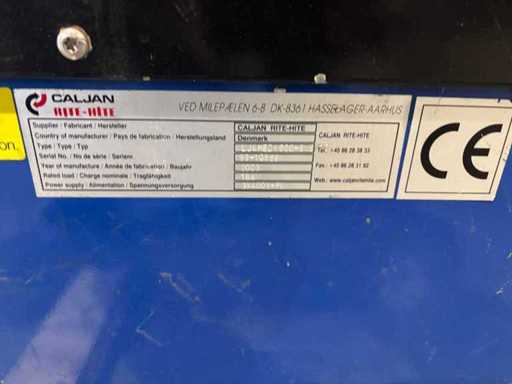 CALJAN
RITE-HITE
VED MILEPÆLEN 6-8 DK-8361 HASSELAGER-AARHUS
Supplier / Fabricant / Hersteller CALJAN RITE-HITE
Country of manufacturer / Pays de fabrication / Herstellungsland Denmark
Type / Type / Typ
Serial No. / No de série / Seriennr.
Year of manufacture / Année de fabrication / Baujahr
Rated load / Charge nominale / Tragfähigkeit
Power supply / Alimentation / Spannungsversorgung
CALJAN RITE-HITE
Tel.: +45 86 28 38 33
Fax.: +45 86 28 31 92
Web.: www.caljanritehite.com
CE
on.